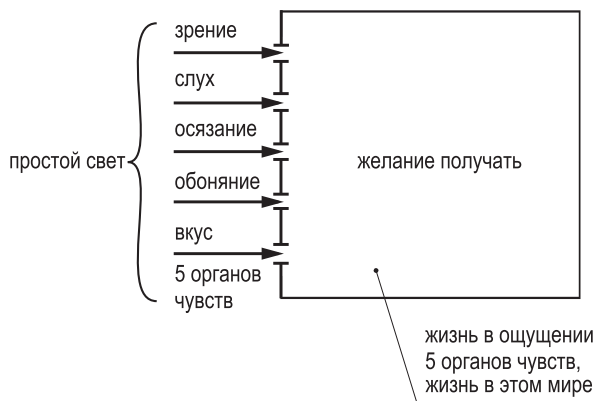 зрение
слух
осязание
простой свет
желание получать
обоняние
вкус
5 органов
чувств
жизнь в ощущении
5 органов чувств,
жизнь в этом мире